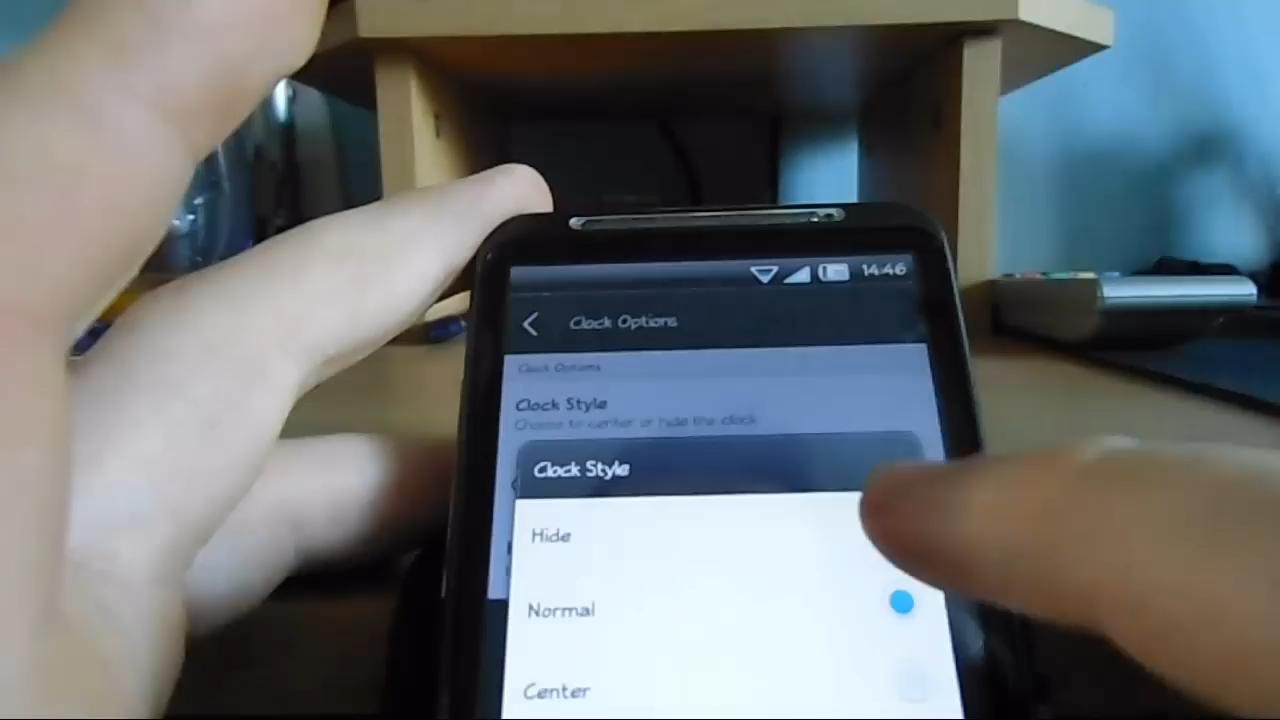 14:46
Clock Options
Clock Options
Clock Style
Choose to center or hide the clock
Clock Style
Hide
Normal
Center